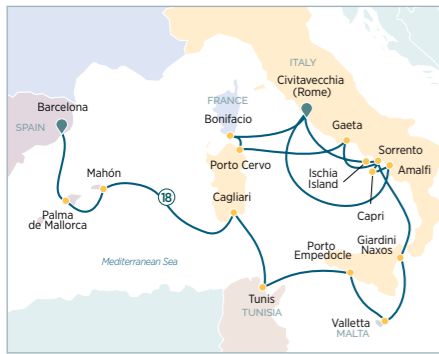 ITALY
Civitavecchia
(Rome)
FRANCE
Bonifacio
Barcelona
SPAIN
Gaeta
Sorrento
Porto Cervo
Ischia
Island
Amalfi
Mahón
Cagliari
18
Capri
Palma
de Mallorca
Giardini
Naxos
Porto
Empedocle
Mediterranean Sea
Tunis
TUNISIA
Valletta
MALTA